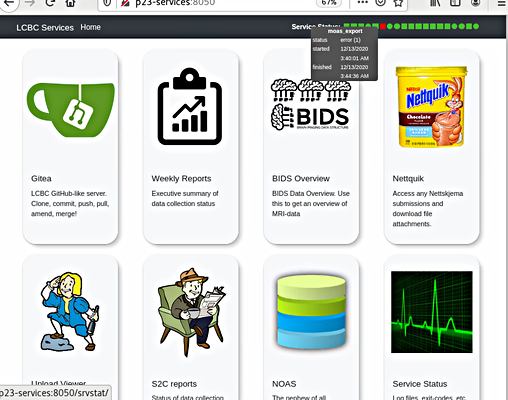 p23-services:8050
67%
LCBC Services Home
Service Status:
moas_export
status error (1)
started 12/13/2020
3:40:01 AM
finished 12/13/2020
3:44:36 AM
BIDS
BRAIN IMAGING DATA STRUCTURE
Nestlé
Nettquik
Chocolate
Gitea
LCBC GitHub-like server.
Clone, commit, push, pull,
amend, merge!
Weekly Reports
Executive summary of
data collection status
BIDS Overview
BIDS Data Overview. Use
this to get an overview of
MRI-data
Nettquik
Access any Nettskjema
submissions and
download file
attachments.
Upload Viewer
S2C reports
Status of data collection
NOAS
The nephew of all
Service Status
Log files, exit-codes, etc.
p23-services:8050/srvstat/